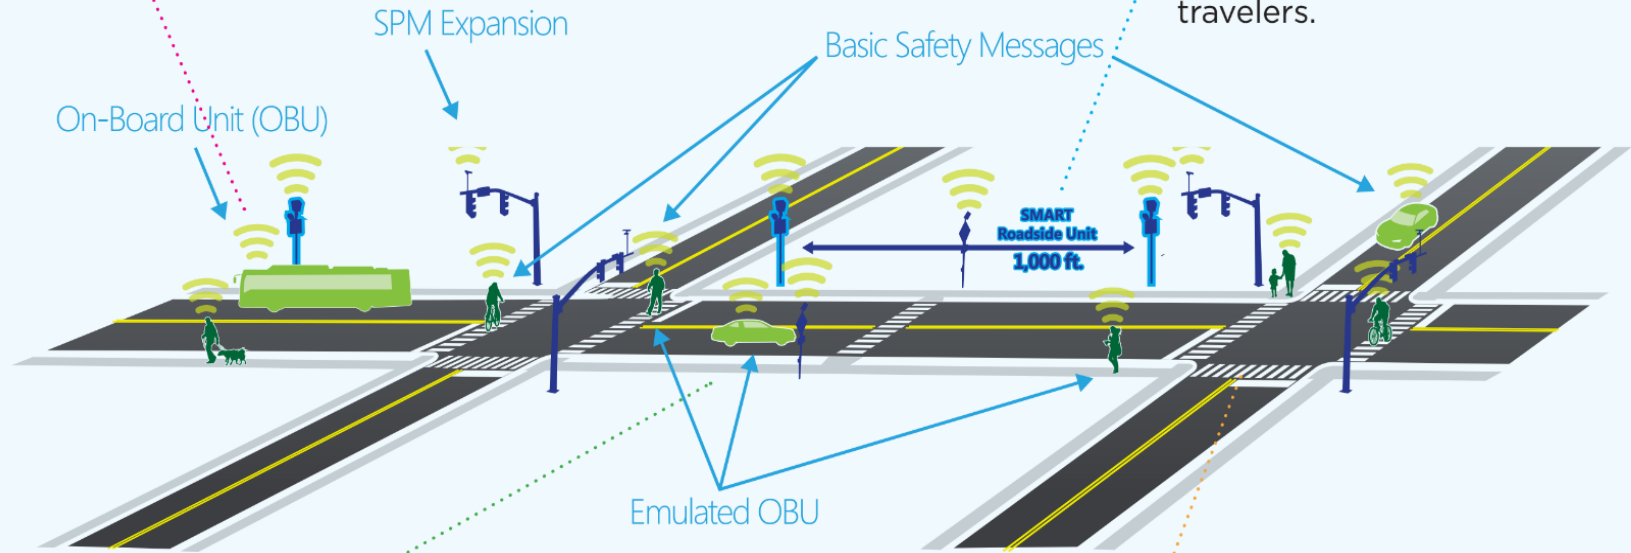 travelers.
SPM Expansion
Basic Safety Messages
On-Board Unit (OBU)
SMART
Roadside Unit
1,000 ft.
Emulated OBU